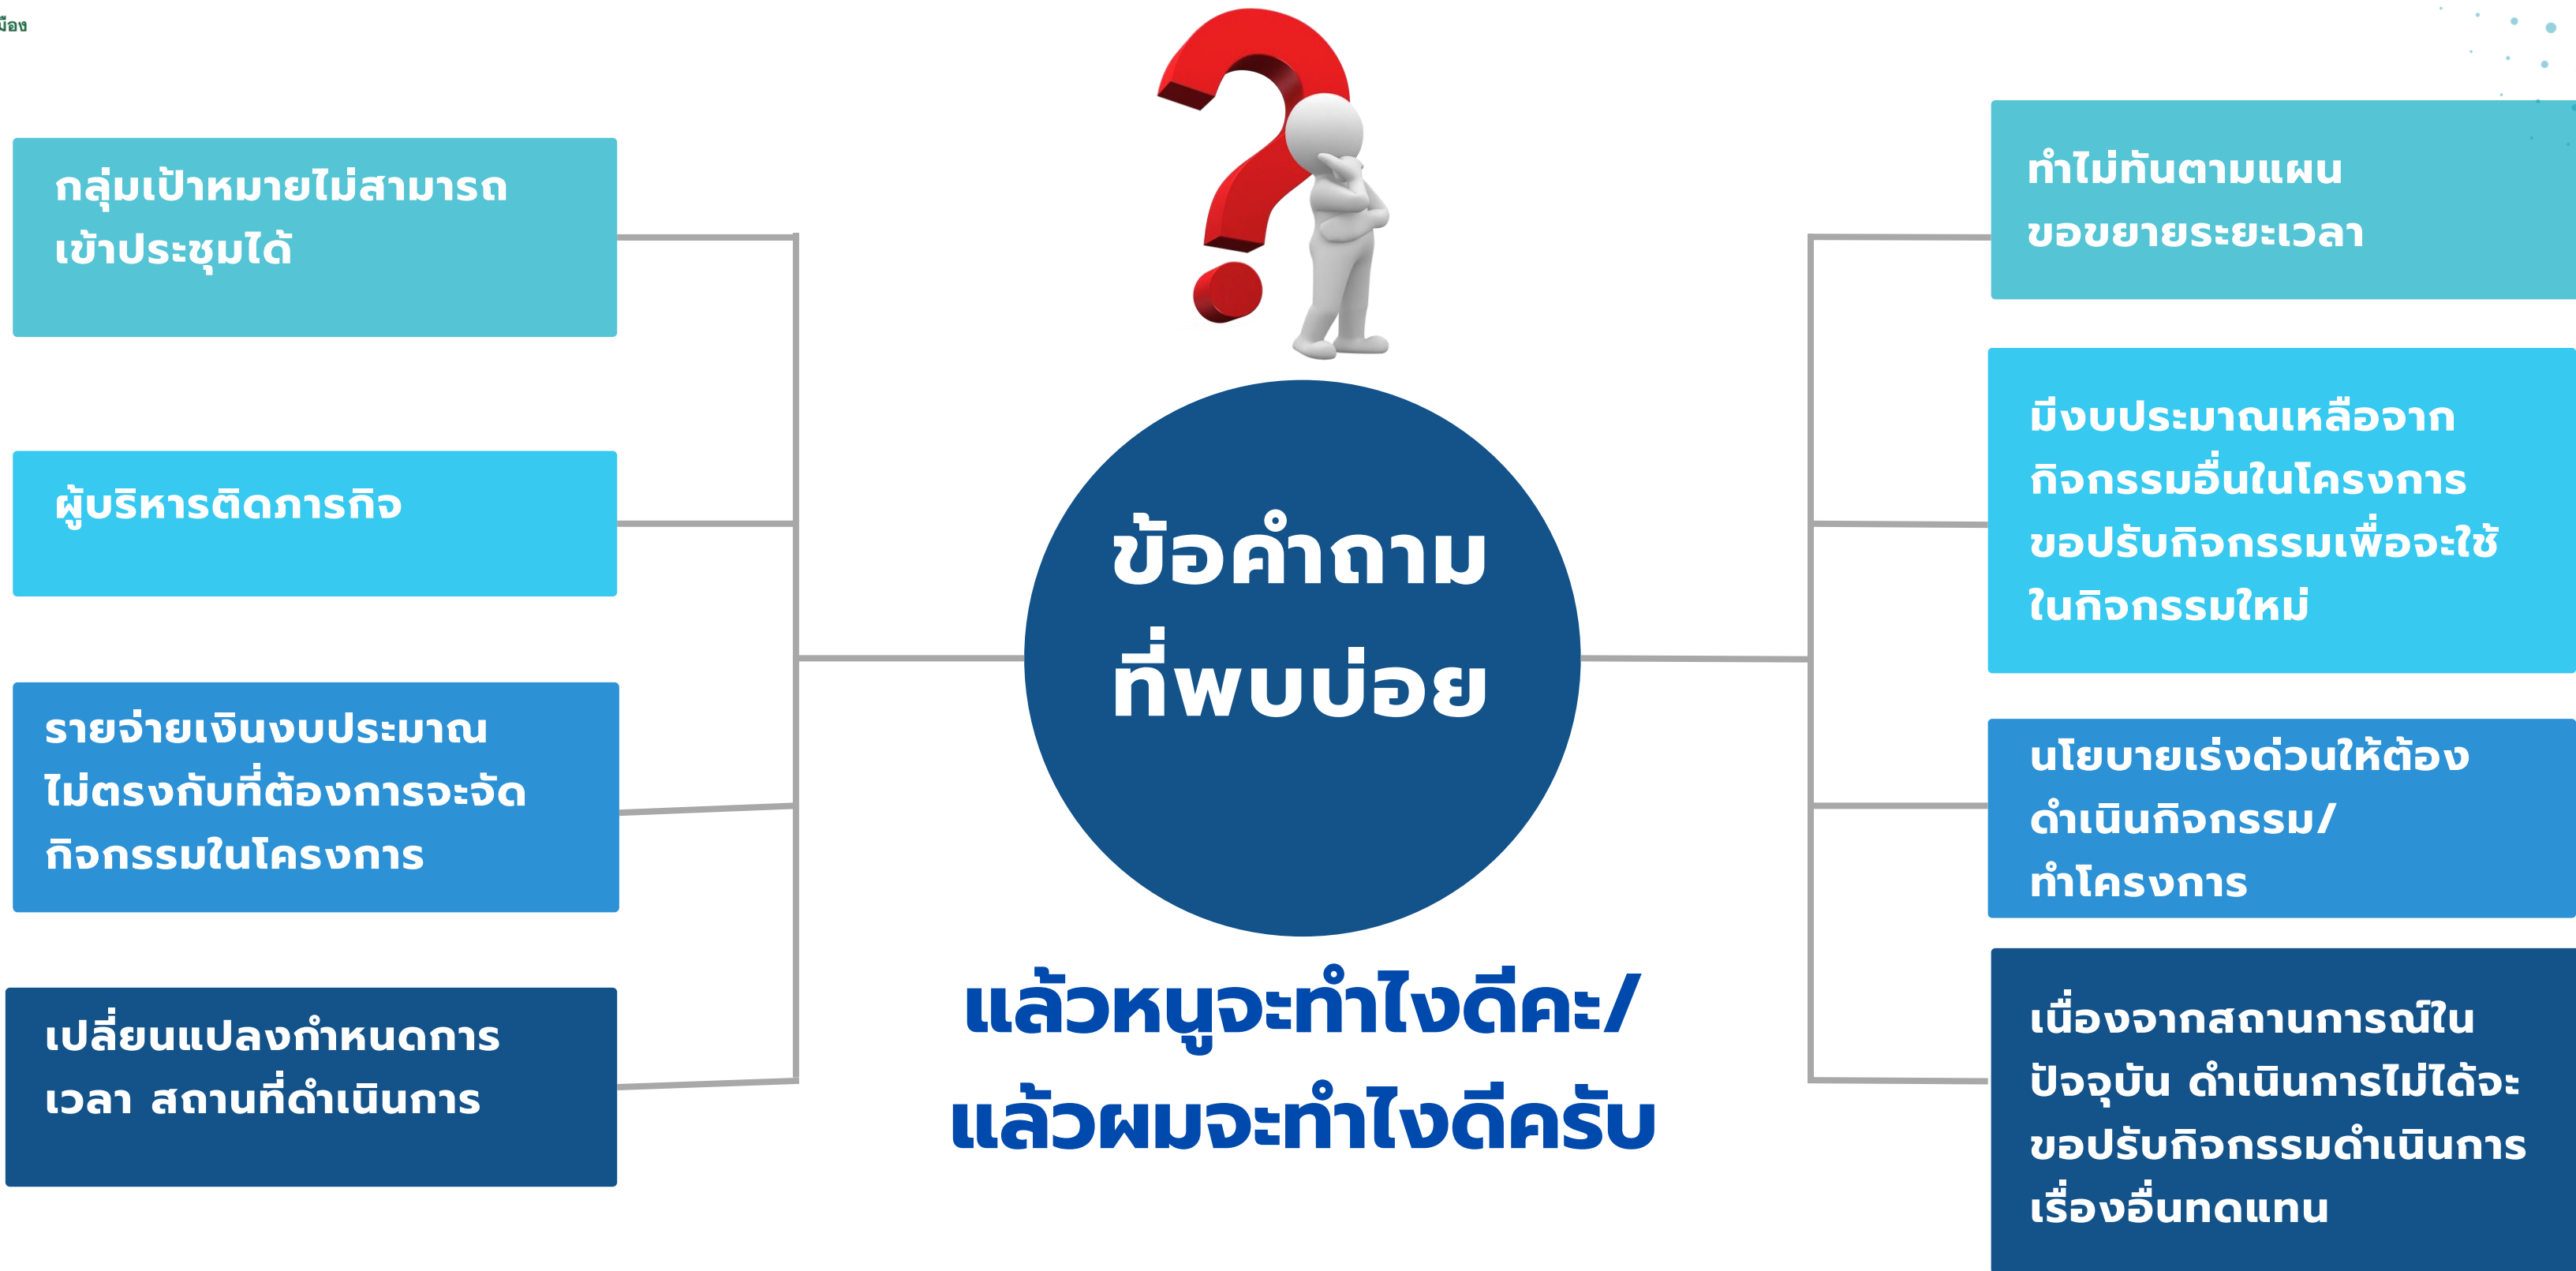 กลุ่มเป้าหมายไม่สามารถ
เข้าประชุมได้
ผู้บริหารติดภารกิจ
รายจ่ายเงินงบประมาณ
ไม่ตรงกับที่ต้องการจะจัด
กิจกรรมในโครงการ
เปลี่ยนแปลงกำหนดการ
เวลา สถานที่ดำเนินการ
ข้อคำถาม
ที่พบบ่อย
แล้วหนูจะทำไงดีคะ/
แล้วผมจะทำไงดีครับ
ทำไม่ทันตามแผน
ขอขยายระยะเวลา
มีงบประมาณเหลือจาก
กิจกรรมอื่นในโครงการ
ขอปรับกิจกรรมเพื่อจะใช้
ในกิจกรรมใหม่
นโยบายเร่งด่วนให้ต้อง
ดำเนินกิจกรรม/
ทำโครงการ
เนื่องจากสถานการณ์ใน
ปัจจุบัน ดำเนินการไม่ได้จะ
ขอปรับกิจกรรมดำเนินการ
เรื่องอื่นทดแทน